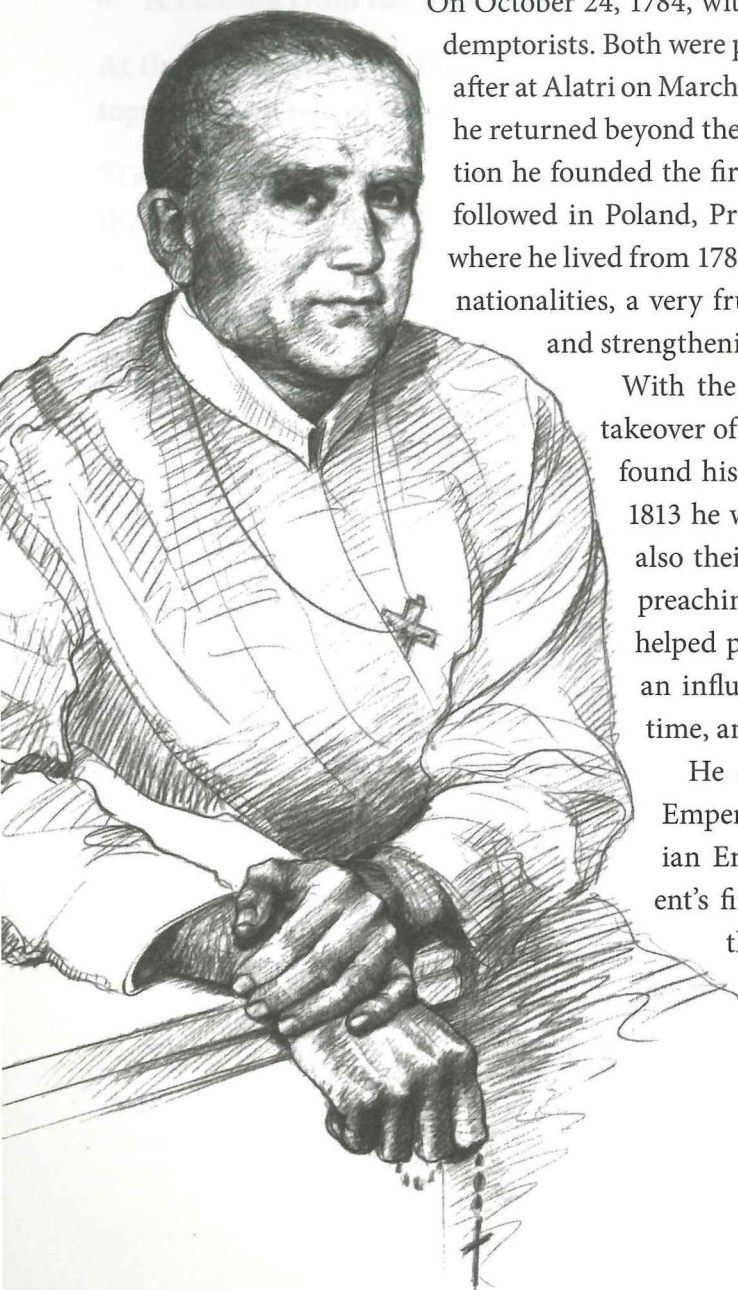 On October 24, 1784, wit
demptorists. Both were p
after at Alatri on March
he returned beyond the
tion he founded the fir
followed in Poland, Pr
where he lived from 178
nationalities, a very fru
and strengtheni
With the
takeover of
found his
1813 he w
also thei
preachin
helped p
an influ
time, an
He
Emper
ian En
ent's fi
th